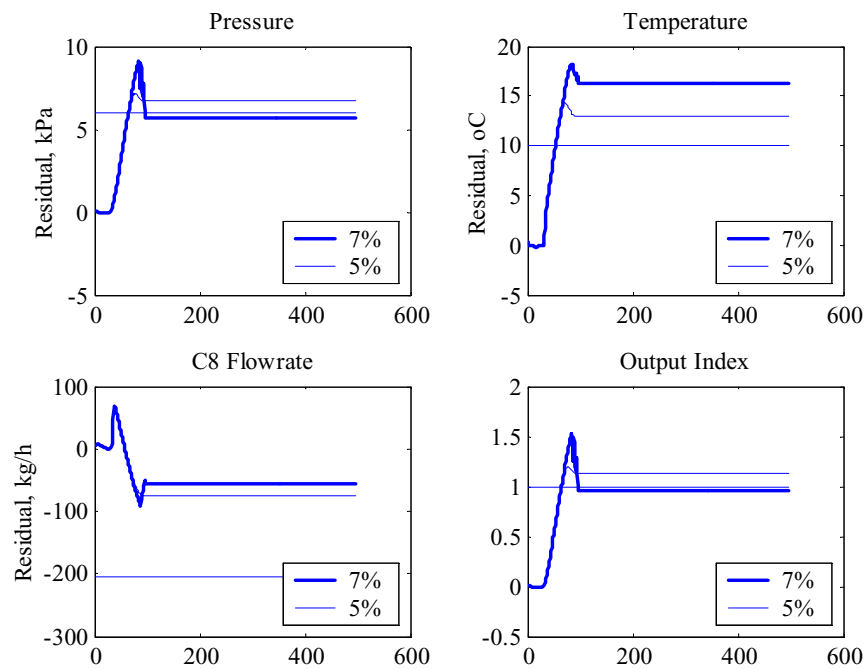 Pressure
Residual, kPa
10
5
0
-5
0 200 400 600
7%
5%
Temperature
Residual, oC
20
15
10
5
0
-5
0 200 400 600
7%
5%
C8 Flowrate
Residual, kg/h
100
0
-100
-200
-300
0 200 400 600
7%
5%
Output Index
2
1.5
1
0.5
0
-0.5
0 200 400 600
7%
5%